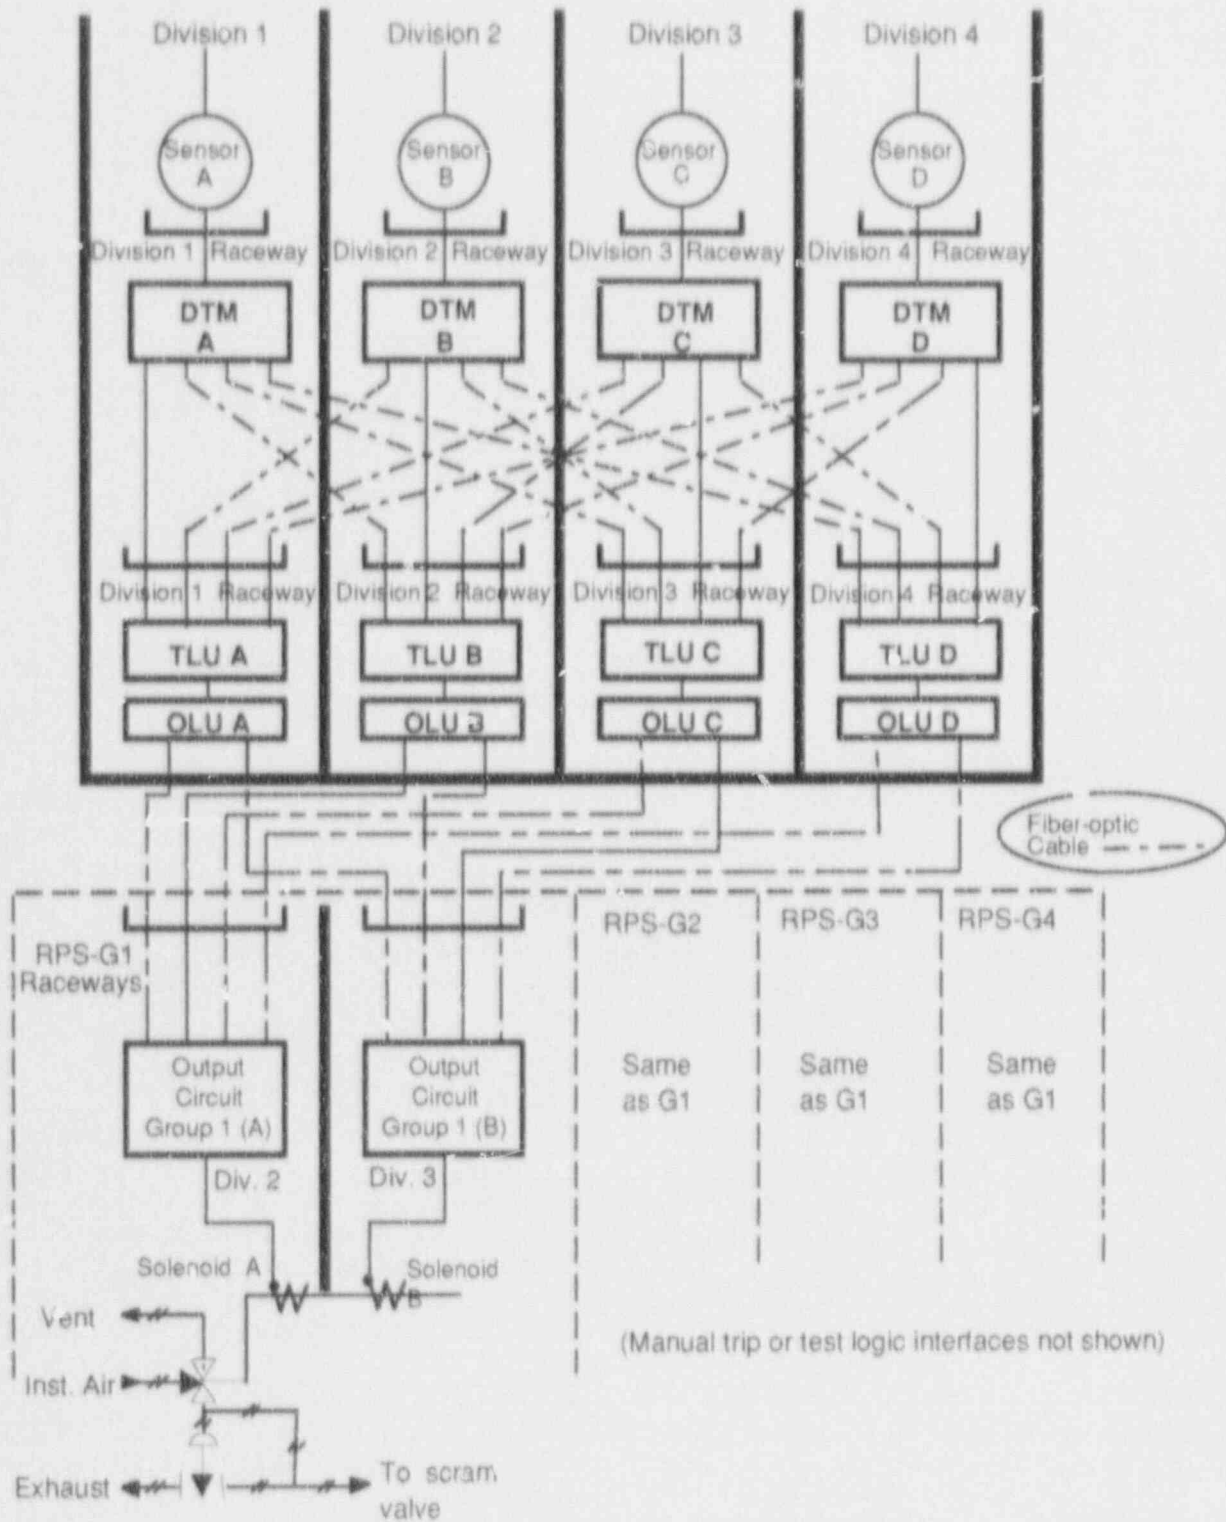 Division 1
Division 2
Division 3
Division 4
Sensor
A
Sensor
B
Sensor
C
Sensor
D
Division 1 Raceway
Division 2 Raceway
Division 3 Raceway
Division 4 Raceway
DTM
A
DTM
B
DTM
C
DTM
D
Division 1 Raceway
Division 2 Raceway
Division 3 Raceway
Division 4 Raceway
TLU A
TLU B
TLU C
TLU D
OLU A
OLU B
OLU C
OLU D
Fiber-optic
Cable
RPS-G1
Raceways
RPS-G2
RPS-G3
RPS-G4
Output
Circuit
Group 1 (A)
Output
Circuit
Group 1 (B)
Same
as G1
Same
as G1
Same
as G1
Div. 2
Div. 3
Solenoid A
Solenoid
B
Vent
Inst. Air
(Manual trip or test logic interfaces not shown)
Exhaust
To scram
valve